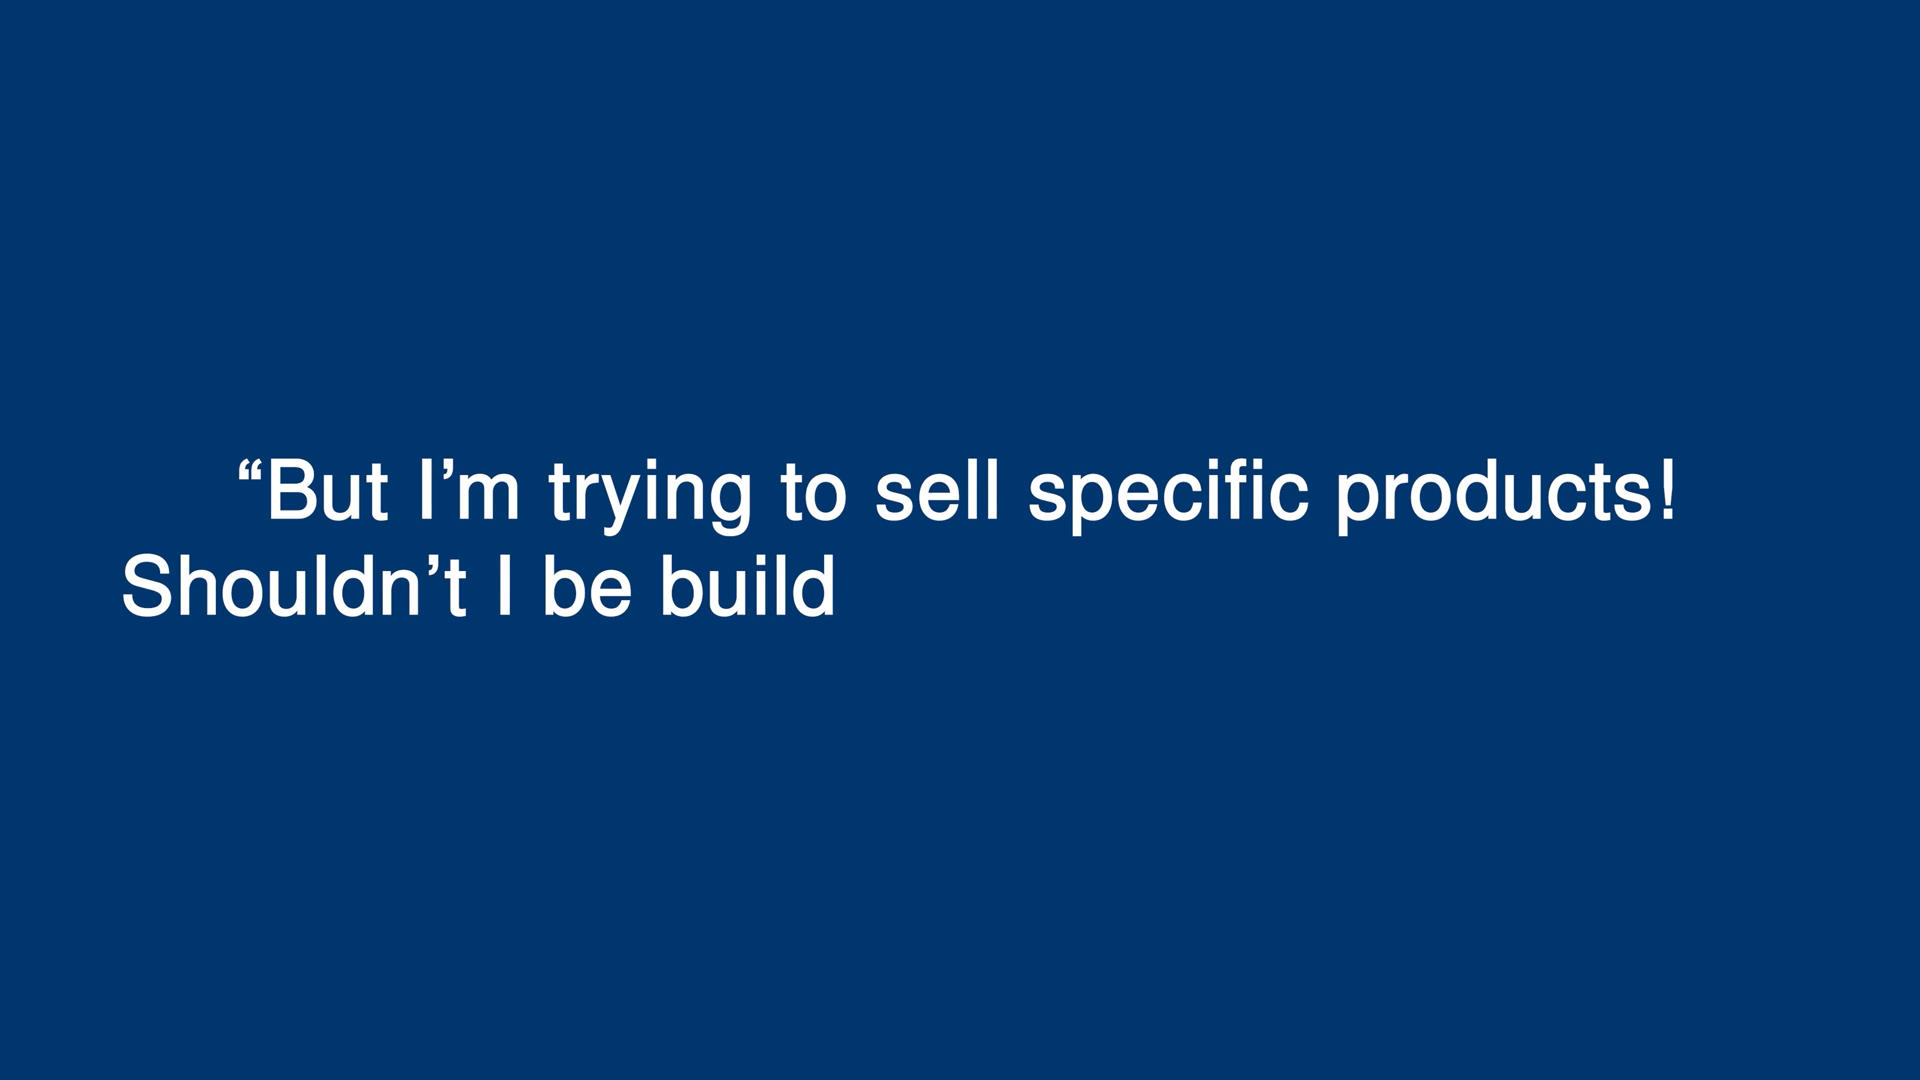 “But I’m trying to sell specific products!
Shouldn’t I be build